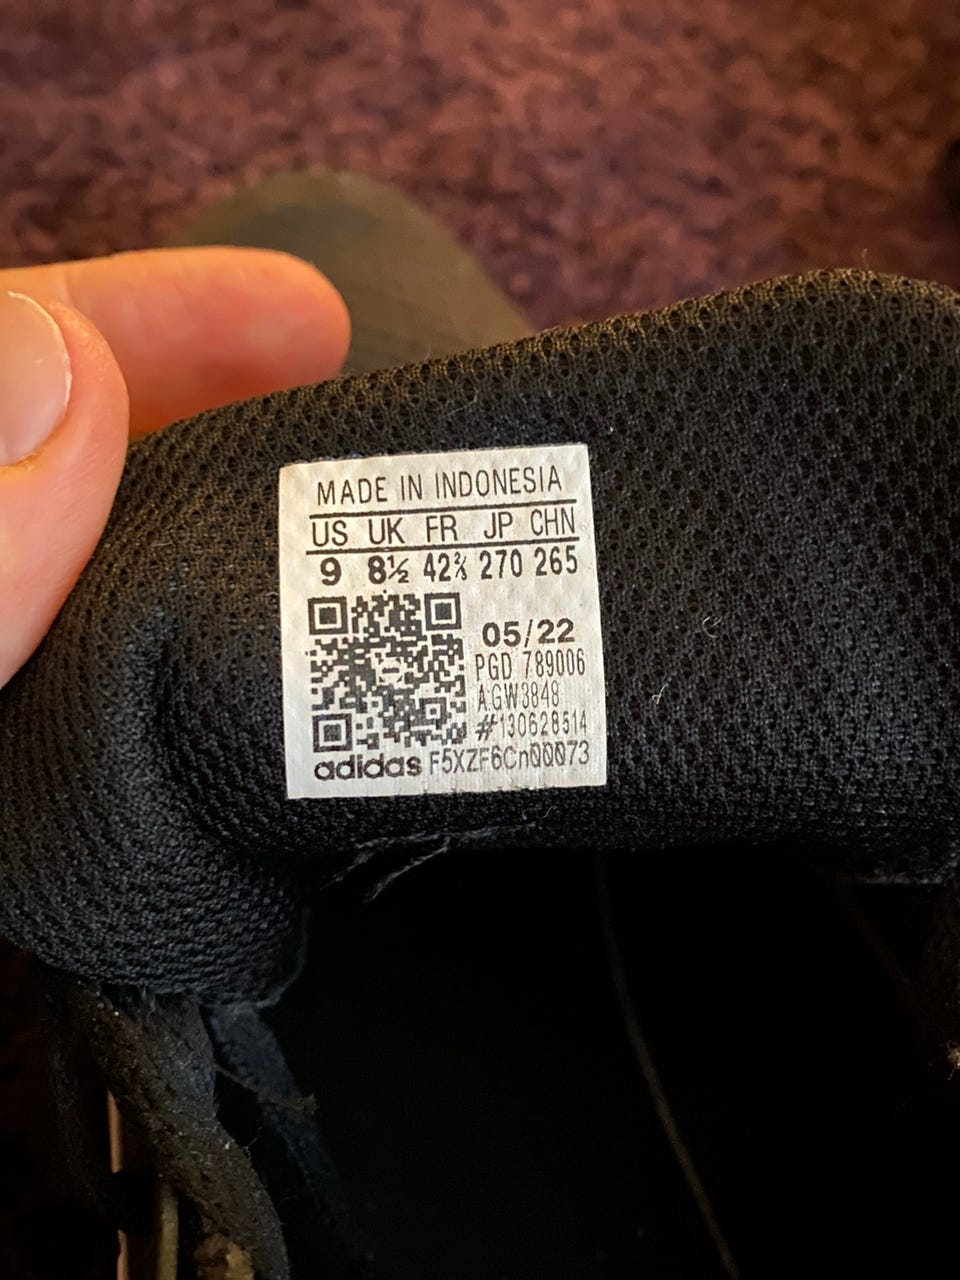 MADE IN INDONESIA
US UK FR JP CHN
9 8½ 42⅔ 270 265
05/22
PGD 789006
A.GW3848
#130628514
adidas F5XZF6Cn00073